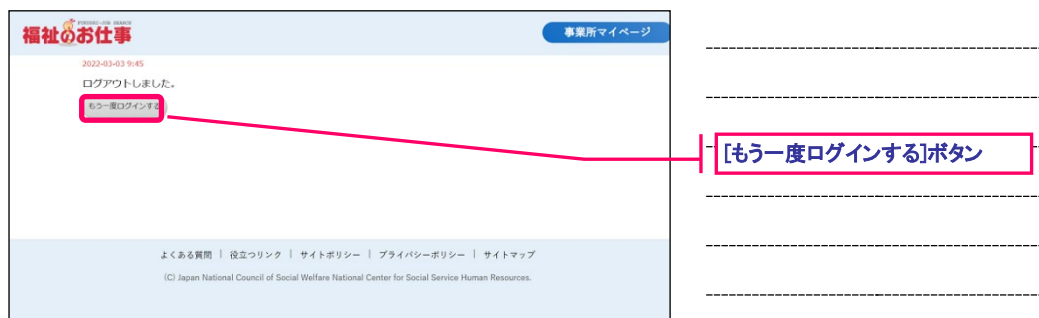 FUKUSHI-JOB SEARCH
福祉のお仕事
事業所マイページ
2022-03-03 9:45
ログアウトしました。
もう一度ログインする
[もう一度ログインする]ボタン
よくある質問 | 役立つリンク | サイトポリシー | プライバシーポリシー | サイトマップ
(C) Japan National Council of Social Welfare National Center for Social Service Human Resources.